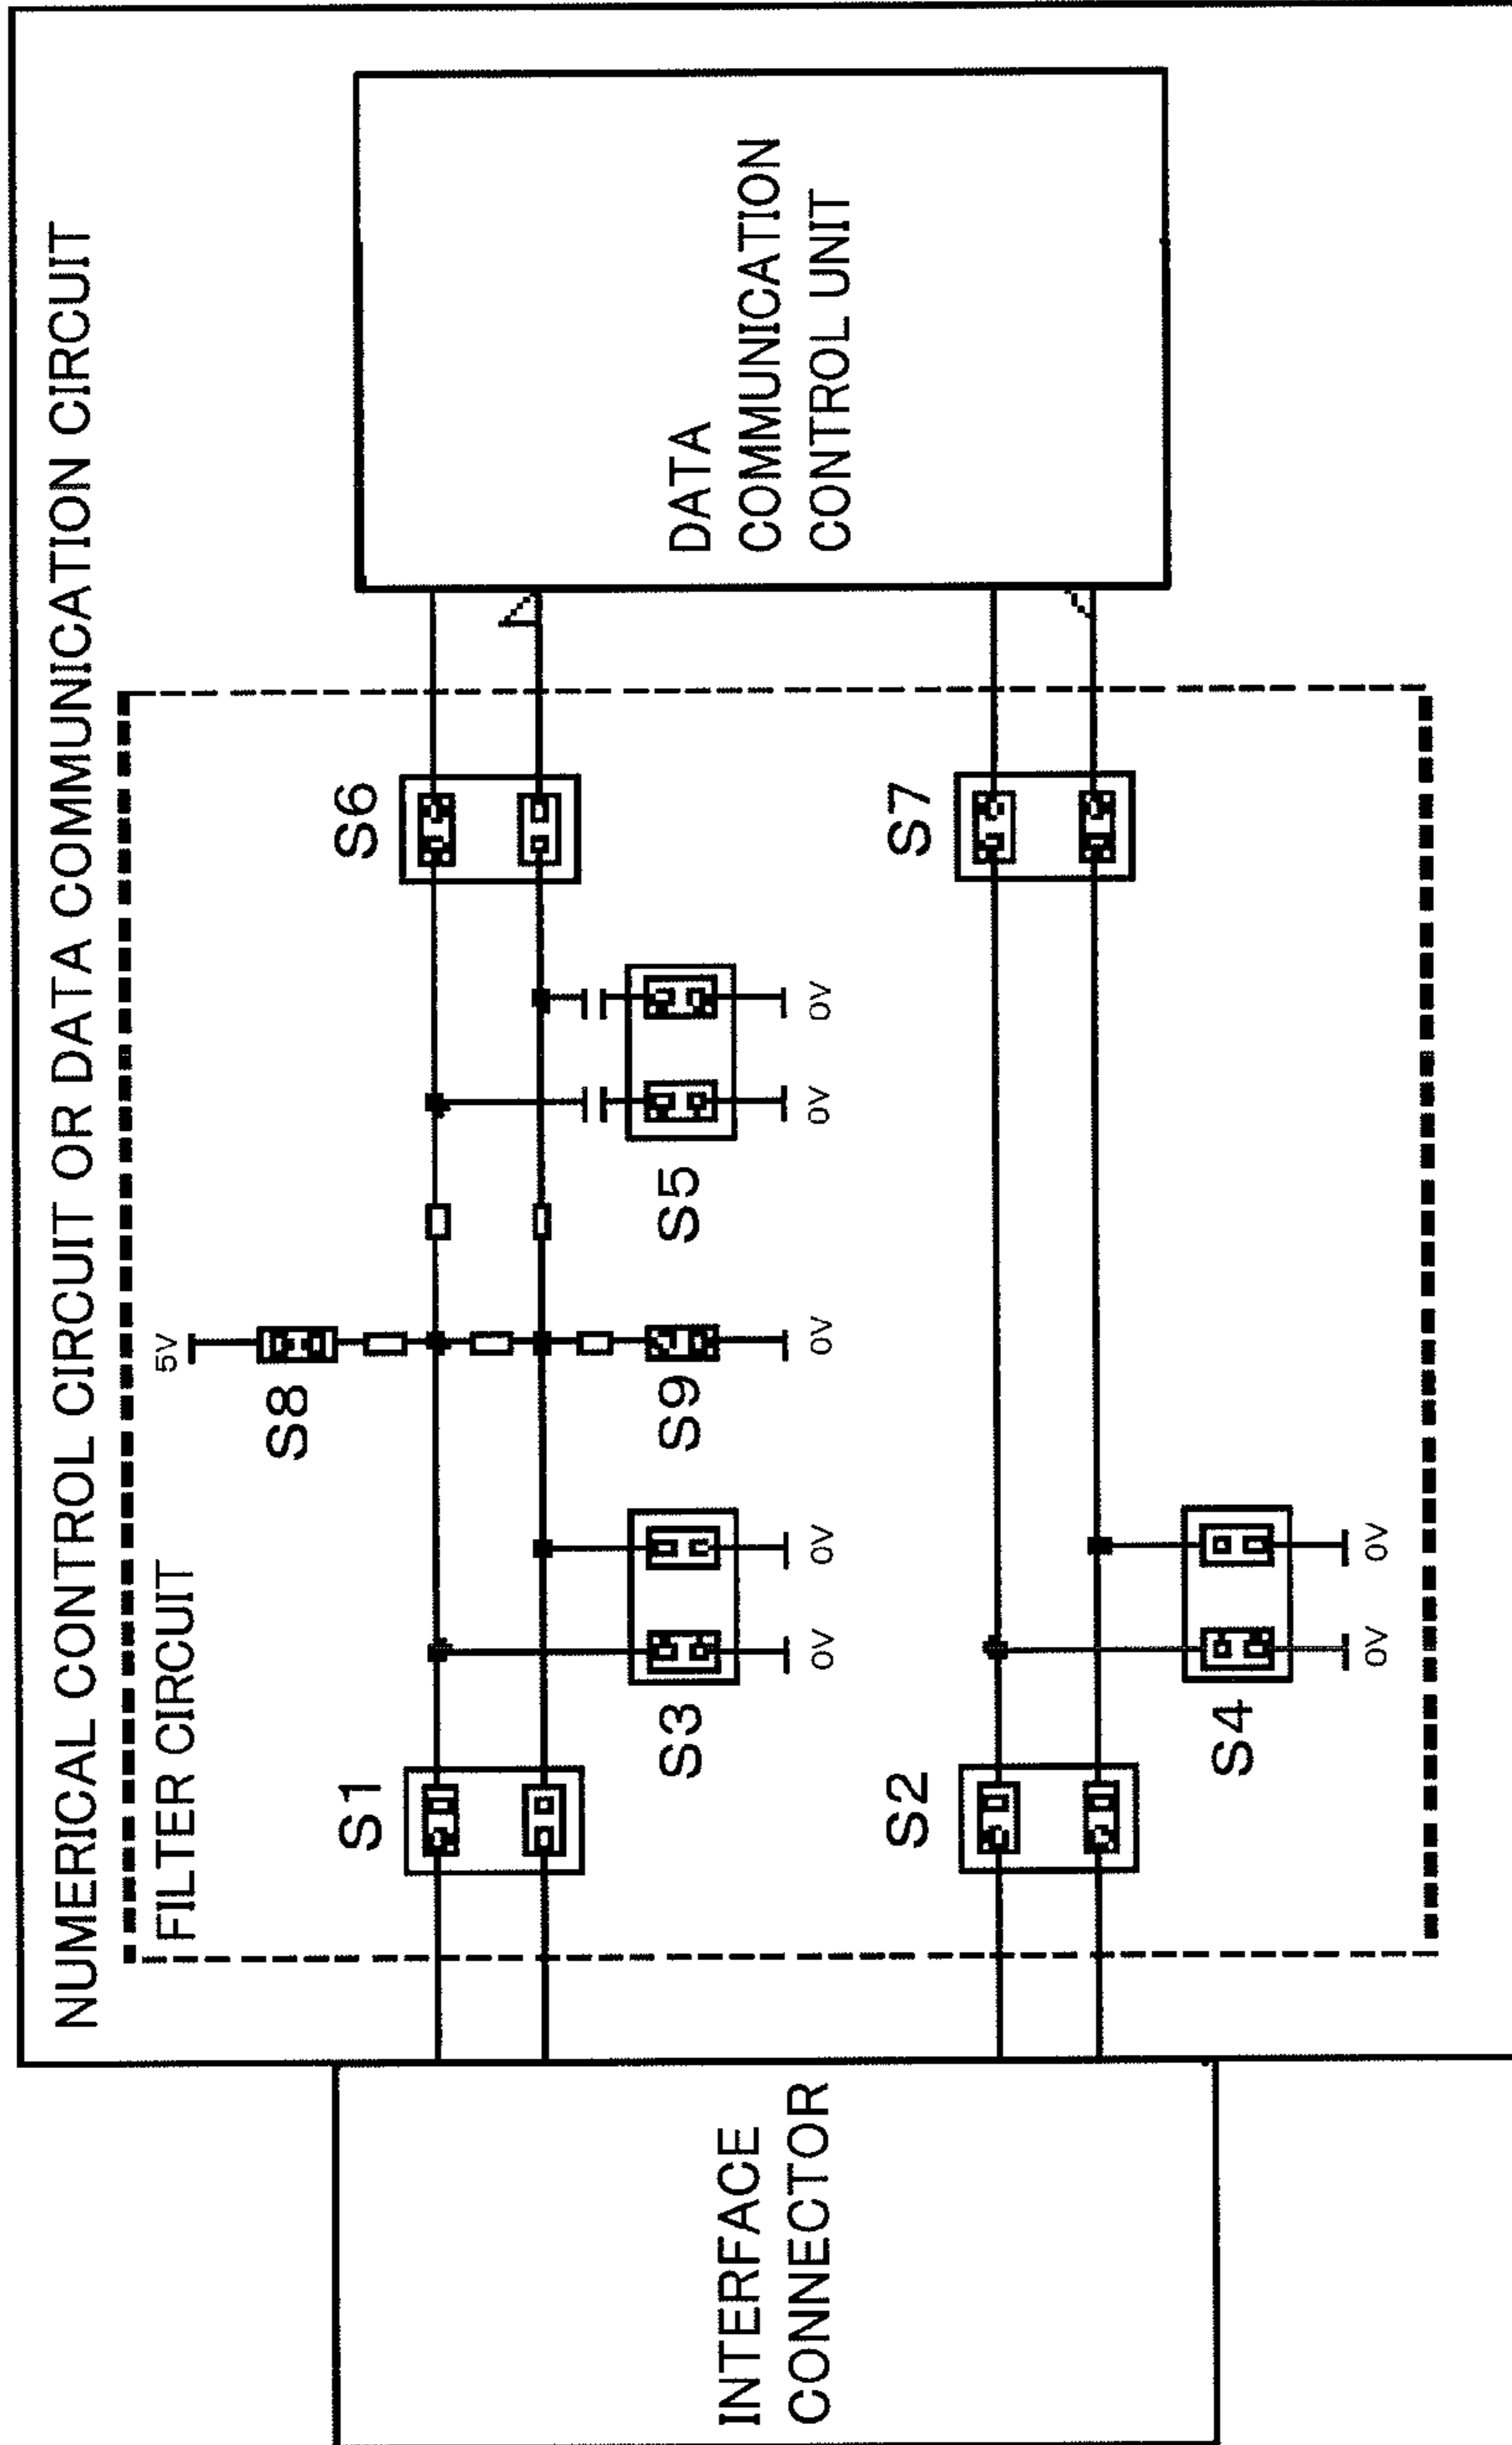 NUMERICAL CONTROL CIRCUIT OR DATA COMMUNICATION CIRCUIT
FILTER CIRCUIT
5V
S8
S1
S6
S3
0V
0V
S9
0V
S5
0V
0V
DATA
COMMUNICATION
CONTROL UNIT
INTERFACE
CONNECTOR
S2
S7
S4
0V
0V